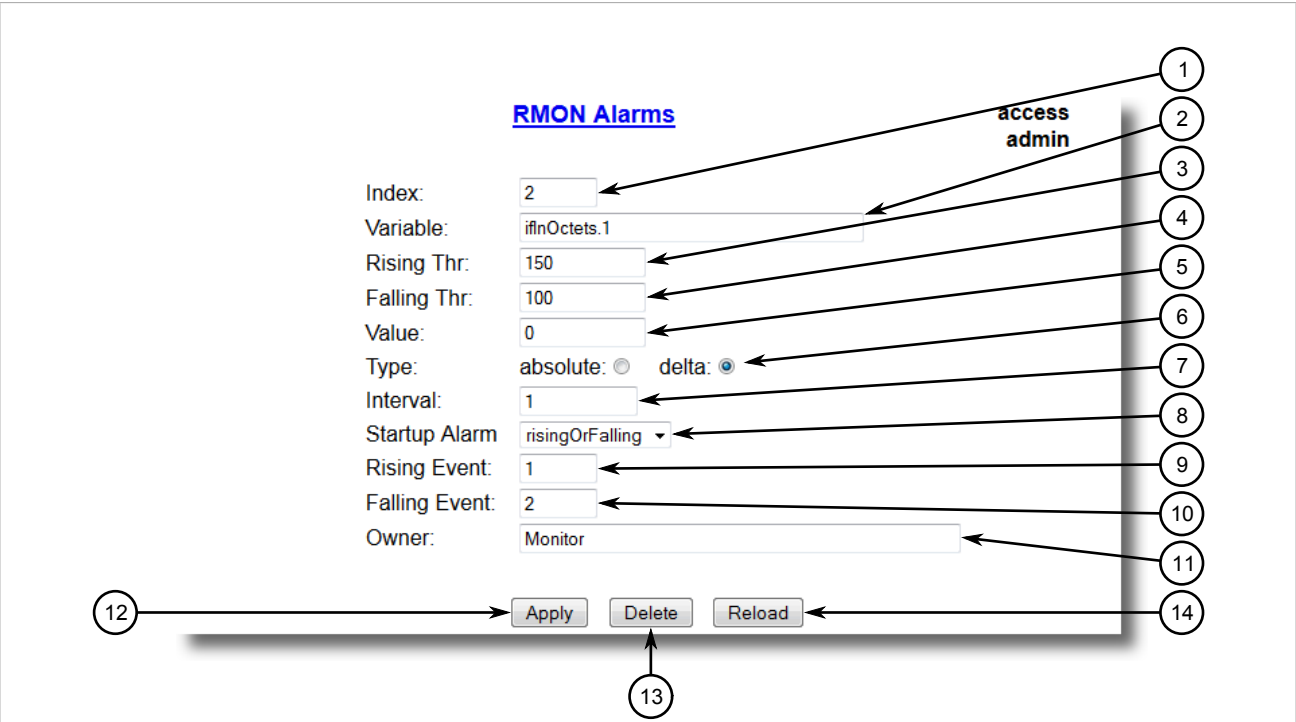 1
RMON Alarms
access
admin
2
3
Index: 2
4
Variable: ifInOctets.1
Rising Thr: 150
5
Falling Thr: 100
6
Value: 0
Type: absolute: delta:
7
Interval: 1
8
Startup Alarm risingOrFalling
9
Rising Event: 1
10
Falling Event: 2
Owner: Monitor
11
12
Apply Delete Reload
14
13